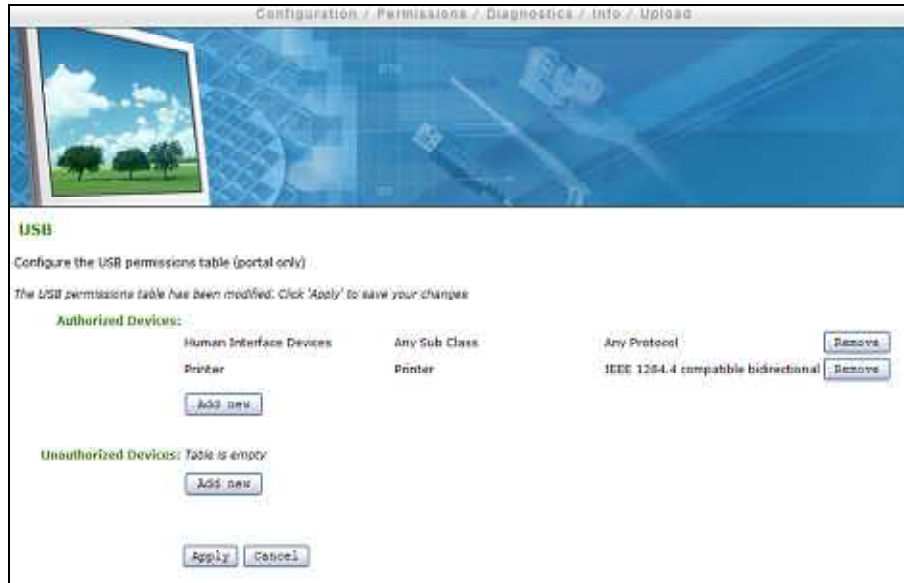 Configuration / Permissions / Diagnostics / Info / Upload
USB
Configure the USB permissions table (portal only)
The USB permissions table has been modified. Click 'Apply' to save your changes
Authorized Devices:
Human Interface Devices Any Sub Class Any Protocol Remove
Printer Printer IEEE 1284.4 compatible bidirectional Remove
Add new
Unauthorized Devices: Table is empty
Add new
Apply Cancel